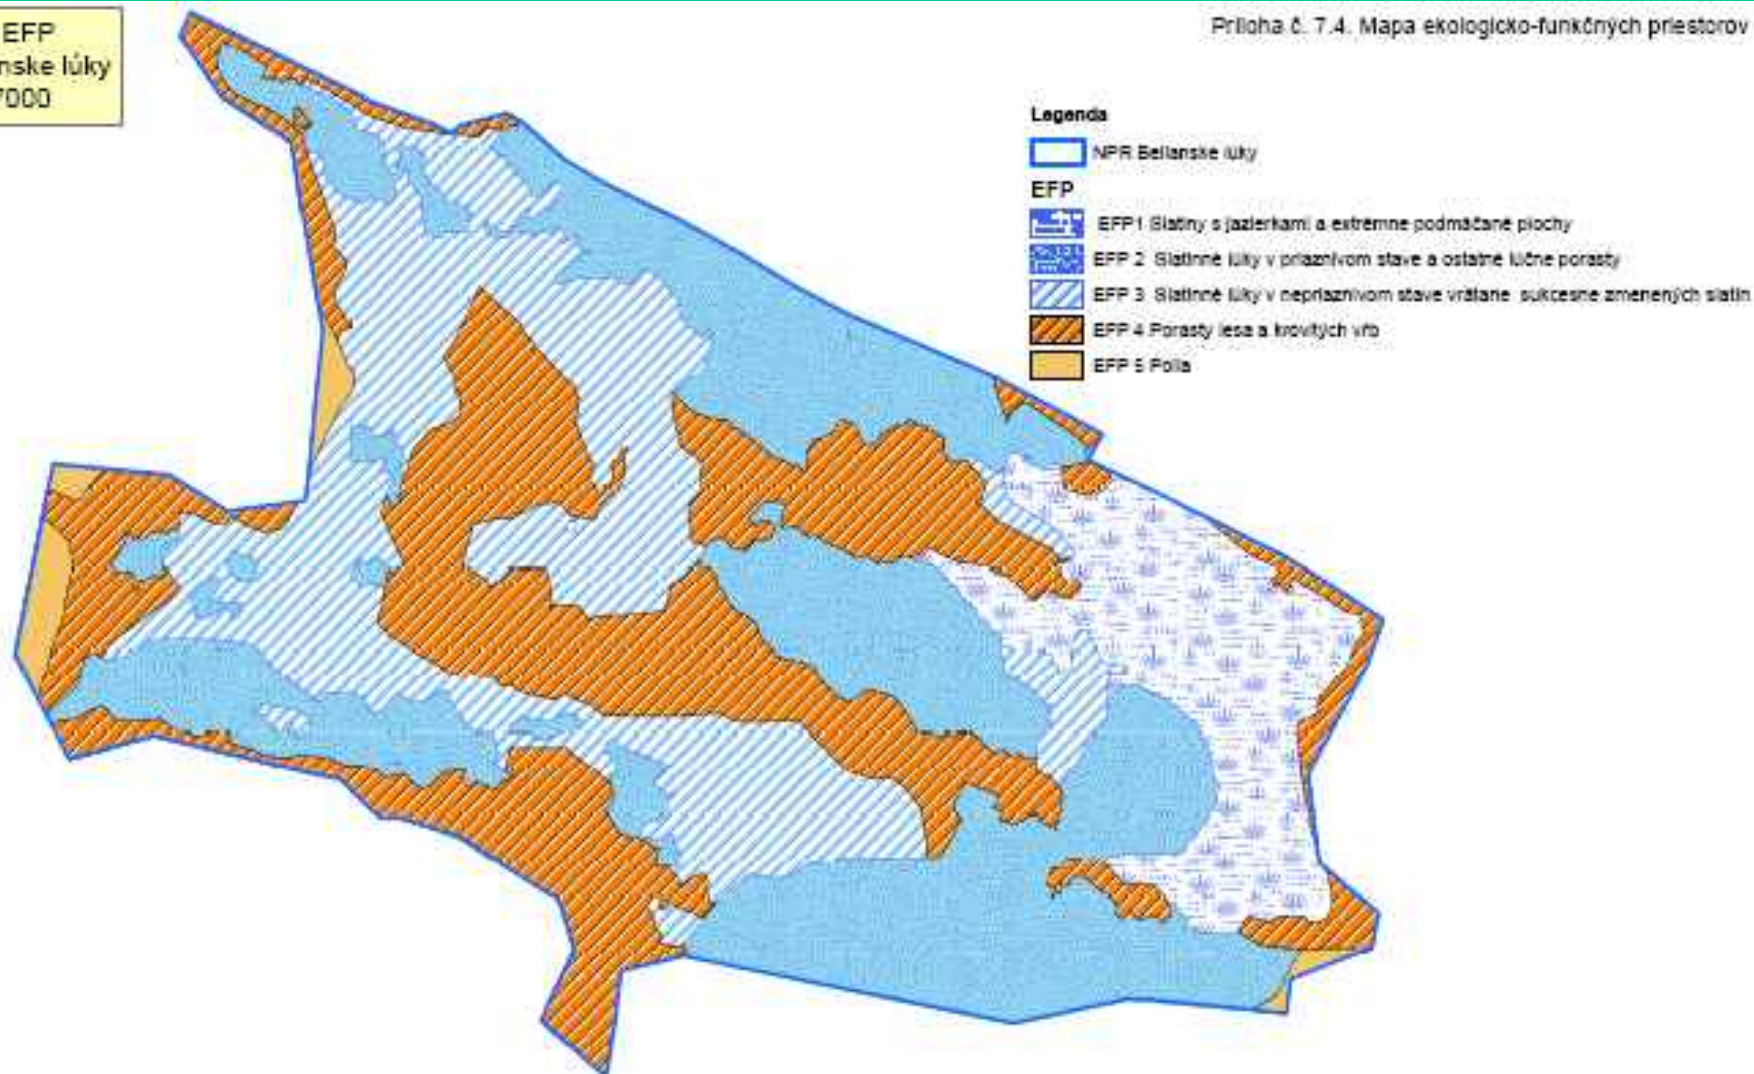 EFP
nske lúky
7000
Príloha č. 7.4. Mapa ekologicko-funkčných priestorov
Legenda
NPR Belianske lúky
EFP
EFP1 Slatiny s jazierkami a extrémne podmáčané plochy
EFP 2 Slatinné lúky v priaznivom stave a ostatné lúčne porasty
EFP 3 Slatinné lúky v nepriaznivom stave vrátane sukcesne zmenených slatín
EFP 4 Porasty lesa a krovitých vŕb
EFP 5 Polia